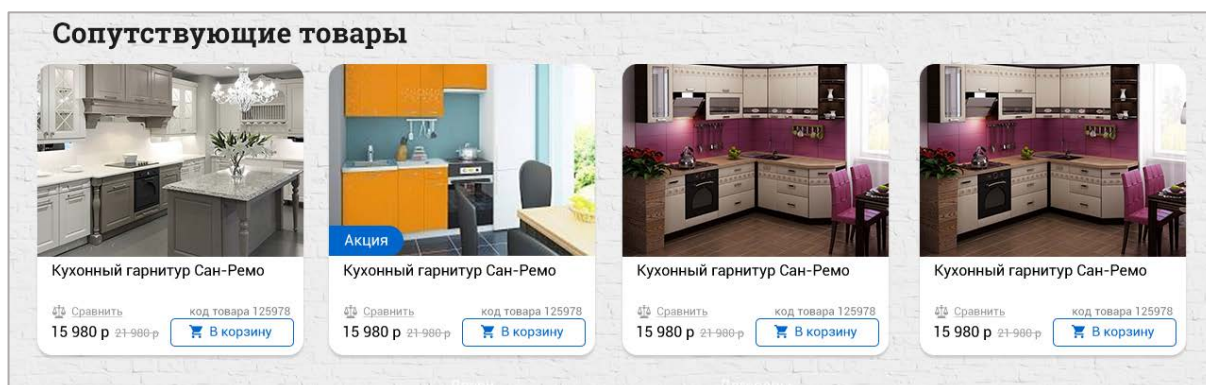 Сопутствующие товары
Акция
Кухонный гарнитур Сан-Ремо
Сравнить
код товара 125978
15 980 р 21 980 р
В корзину
Кухонный гарнитур Сан-Ремо
Сравнить
код товара 125978
15 980 р 21 980 р
В корзину
Кухонный гарнитур Сан-Ремо
Сравнить
код товара 125978
15 980 р 21 980 р
В корзину
Кухонный гарнитур Сан-Ремо
Сравнить
код товара 125978
15 980 р 21 980 р
В корзину